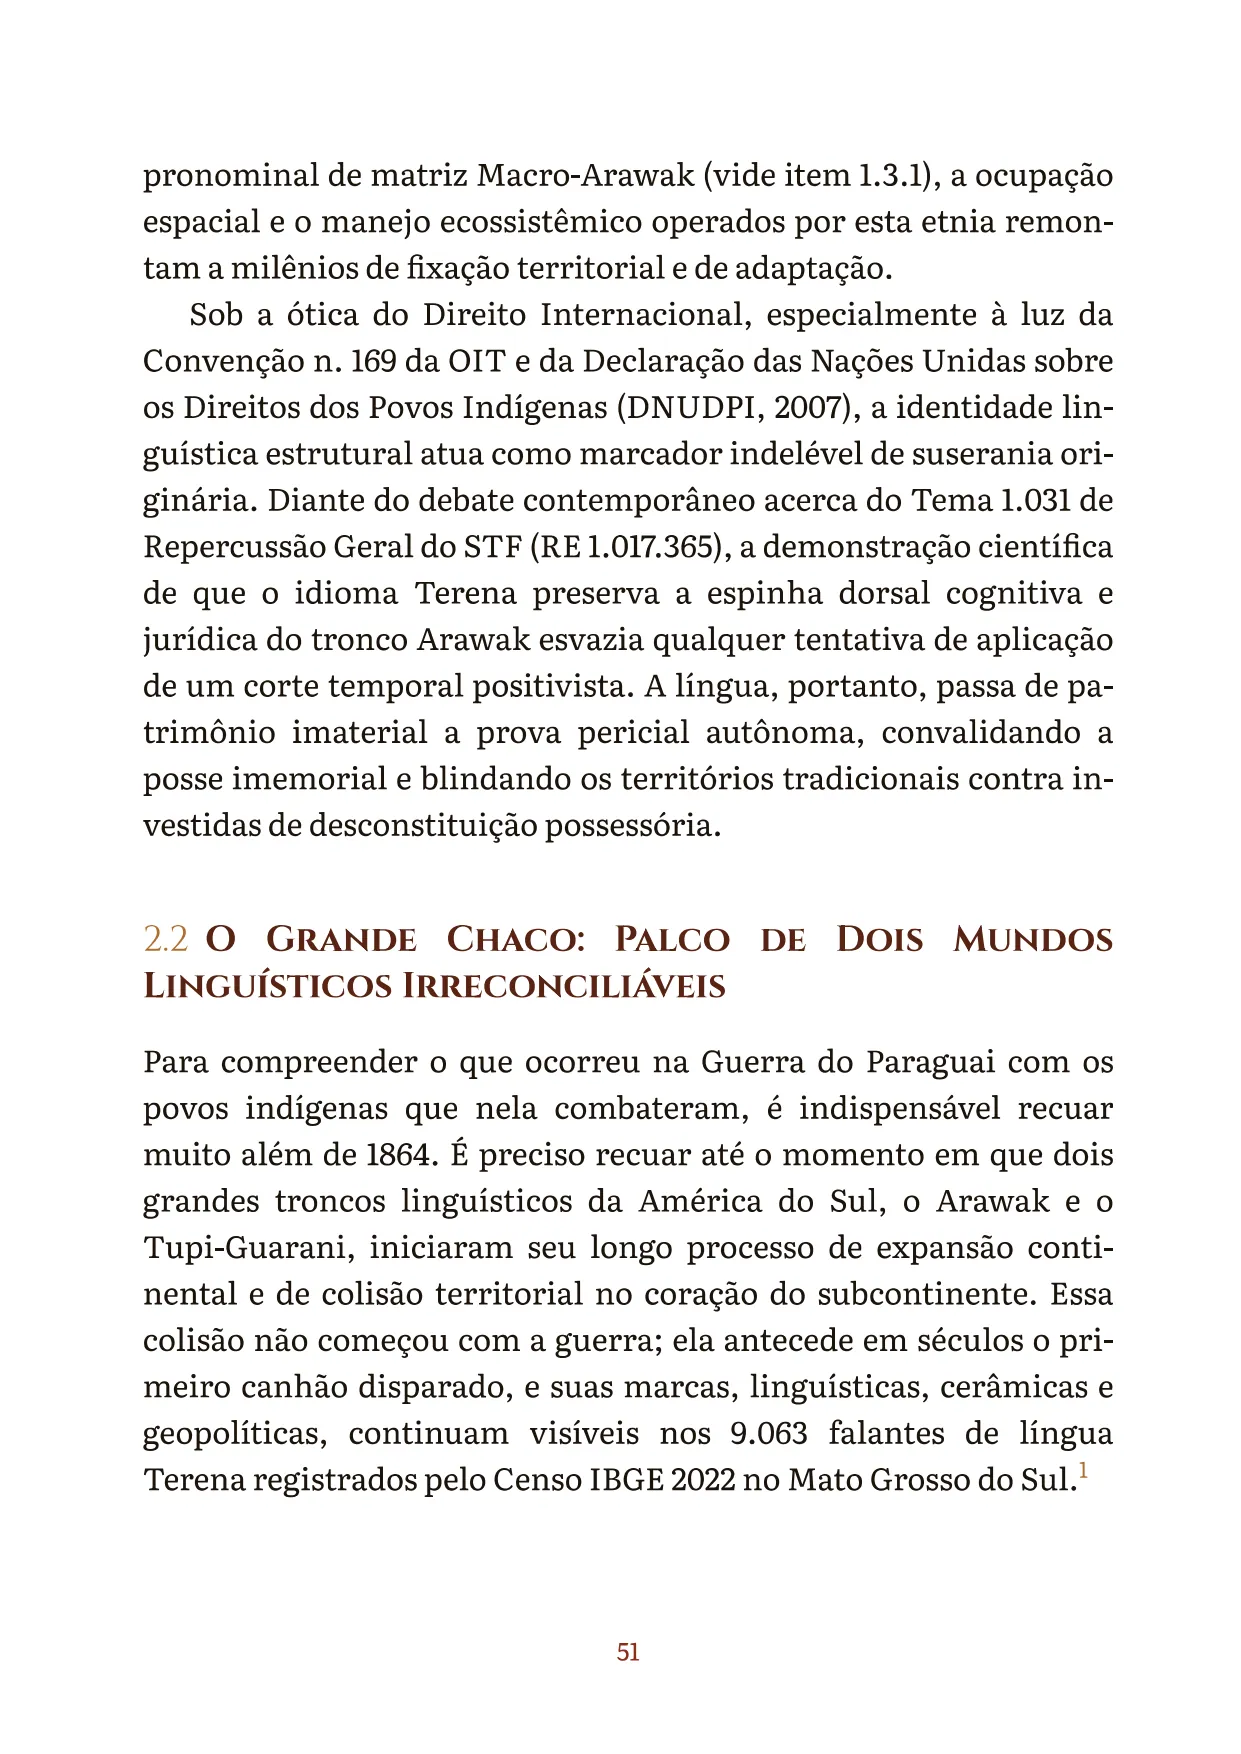 pronominal de matriz Macro-Arawak (vide item 1.3.1), a ocupação
espacial e o manejo ecossistêmico operados por esta etnia remon-
tam a milênios de fixação territorial e de adaptação.
Sob a ótica do Direito Internacional, especialmente à luz da
Convenção n. 169 da OIT e da Declaração das Nações Unidas sobre
os Direitos dos Povos Indígenas (DNUDPI, 2007), a identidade lin-
guística estrutural atua como marcador indelével de suserania ori-
ginária. Diante do debate contemporâneo acerca do Tema 1.031 de
Repercussão Geral do STF (RE 1.017.365), a demonstração científica
de que o idioma Terena preserva a espinha dorsal cognitiva e
jurídica do tronco Arawak esvazia qualquer tentativa de aplicação
de um corte temporal positivista. A língua, portanto, passa de pa-
trimônio imaterial a prova pericial autônoma, convalidando a
posse imemorial e blindando os territórios tradicionais contra in-
vestidas de desconstituição possessória.
2.2 O Grande Chaco: Palco de Dois Mundos
Linguísticos Irreconciliáveis
Para compreender o que ocorreu na Guerra do Paraguai com os
povos indígenas que nela combateram, é indispensável recuar
muito além de 1864. É preciso recuar até o momento em que dois
grandes troncos linguísticos da América do Sul, o Arawak e o
Tupi-Guarani, iniciaram seu longo processo de expansão conti-
nental e de colisão territorial no coração do subcontinente. Essa
colisão não começou com a guerra; ela antecede em séculos o pri-
meiro canhão disparado, e suas marcas, linguísticas, cerâmicas e
geopolíticas, continuam visíveis nos 9.063 falantes de língua
Terena registrados pelo Censo IBGE 2022 no Mato Grosso do Sul.1
51